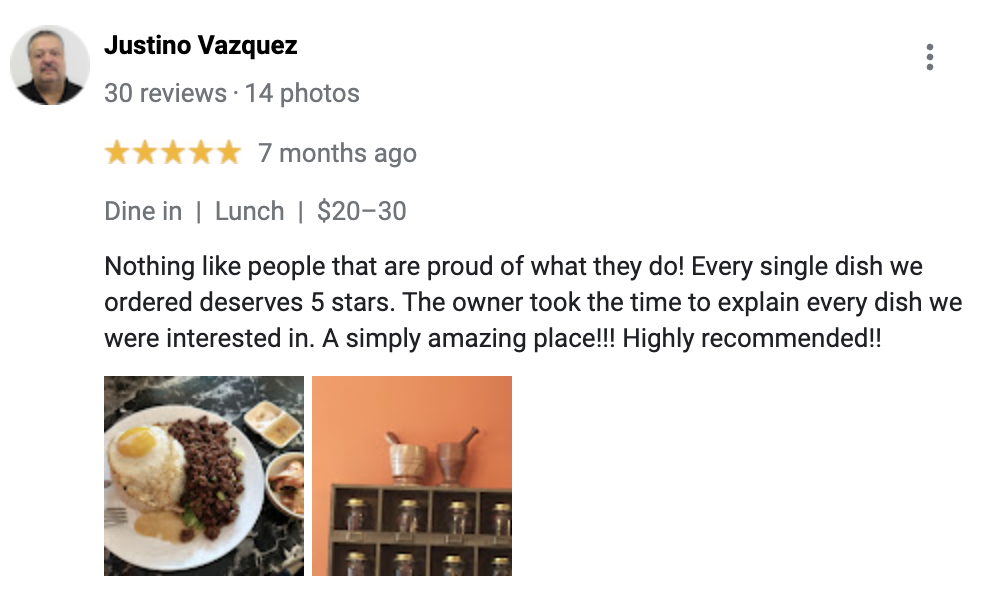 Justino Vazquez
30 reviews · 14 photos
7 months ago
Dine in | Lunch | $20–30
Nothing like people that are proud of what they do! Every single dish we
ordered deserves 5 stars. The owner took the time to explain every dish we
were interested in. A simply amazing place!!! Highly recommended!!